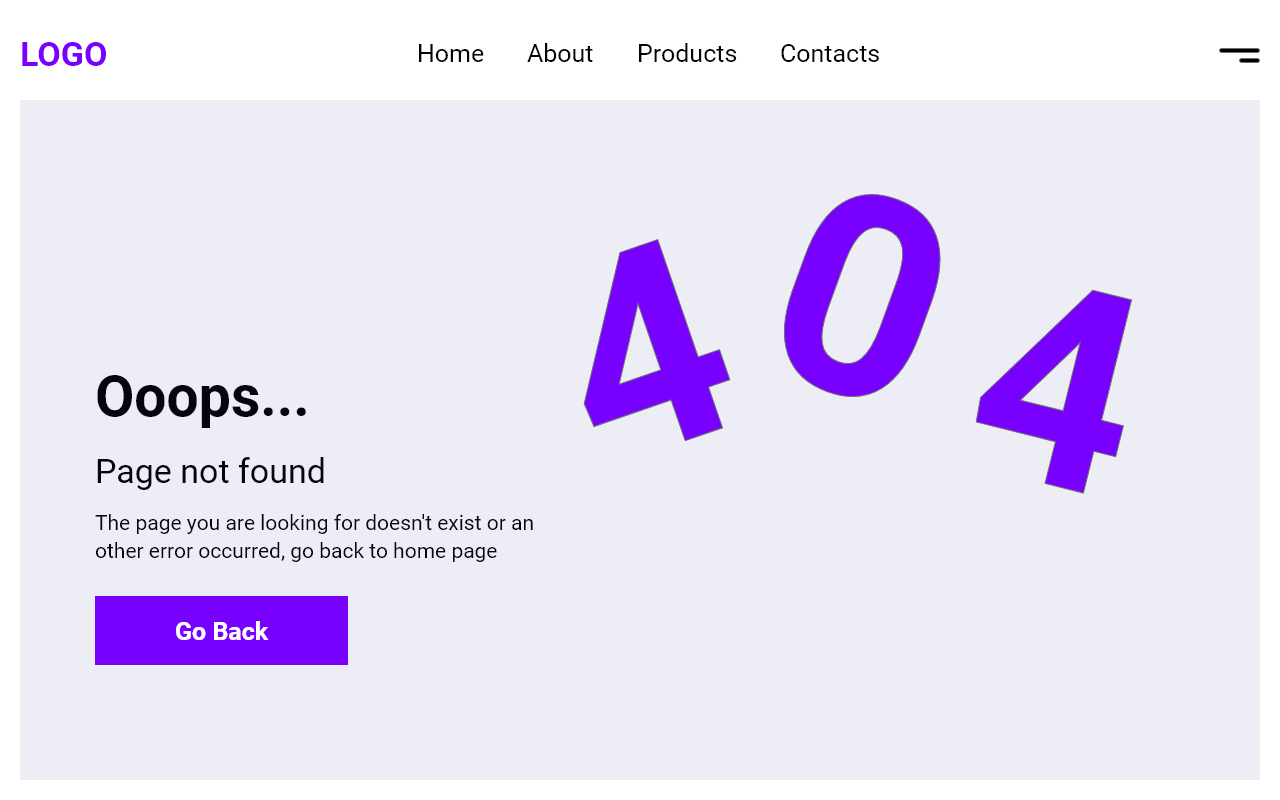 LOGO
Home About Products Contacts
404
Ooops...
Page not found
The page you are looking for doesn't exist or an
other error occurred, go back to home page
Go Back